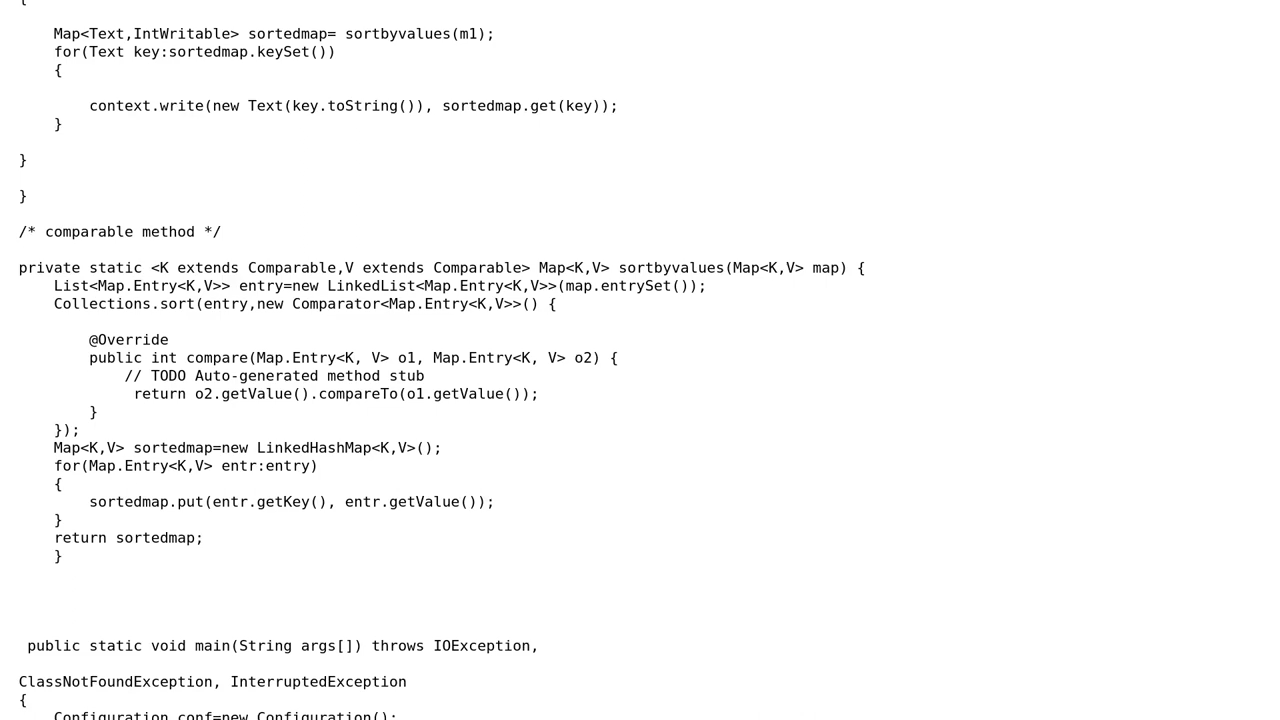 {
    Map<Text,IntWritable> sortedmap= sortbyvalues(m1);
    for(Text key:sortedmap.keySet())
    {
        context.write(new Text(key.toString()), sortedmap.get(key));
    }
}
}
/* comparable method */
private static <K extends Comparable,V extends Comparable> Map<K,V> sortbyvalues(Map<K,V> map) {
    List<Map.Entry<K,V>> entry=new LinkedList<Map.Entry<K,V>>(map.entrySet());
    Collections.sort(entry,new Comparator<Map.Entry<K,V>>() {
        @Override
        public int compare(Map.Entry<K, V> o1, Map.Entry<K, V> o2) {
            // TODO Auto-generated method stub
             return o2.getValue().compareTo(o1.getValue());
        }
    });
    Map<K,V> sortedmap=new LinkedHashMap<K,V>();
    for(Map.Entry<K,V> entr:entry)
    {
        sortedmap.put(entr.getKey(), entr.getValue());
    }
    return sortedmap;
    }
 public static void main(String args[]) throws IOException,
ClassNotFoundException, InterruptedException
{
    Configuration conf=new Configuration();